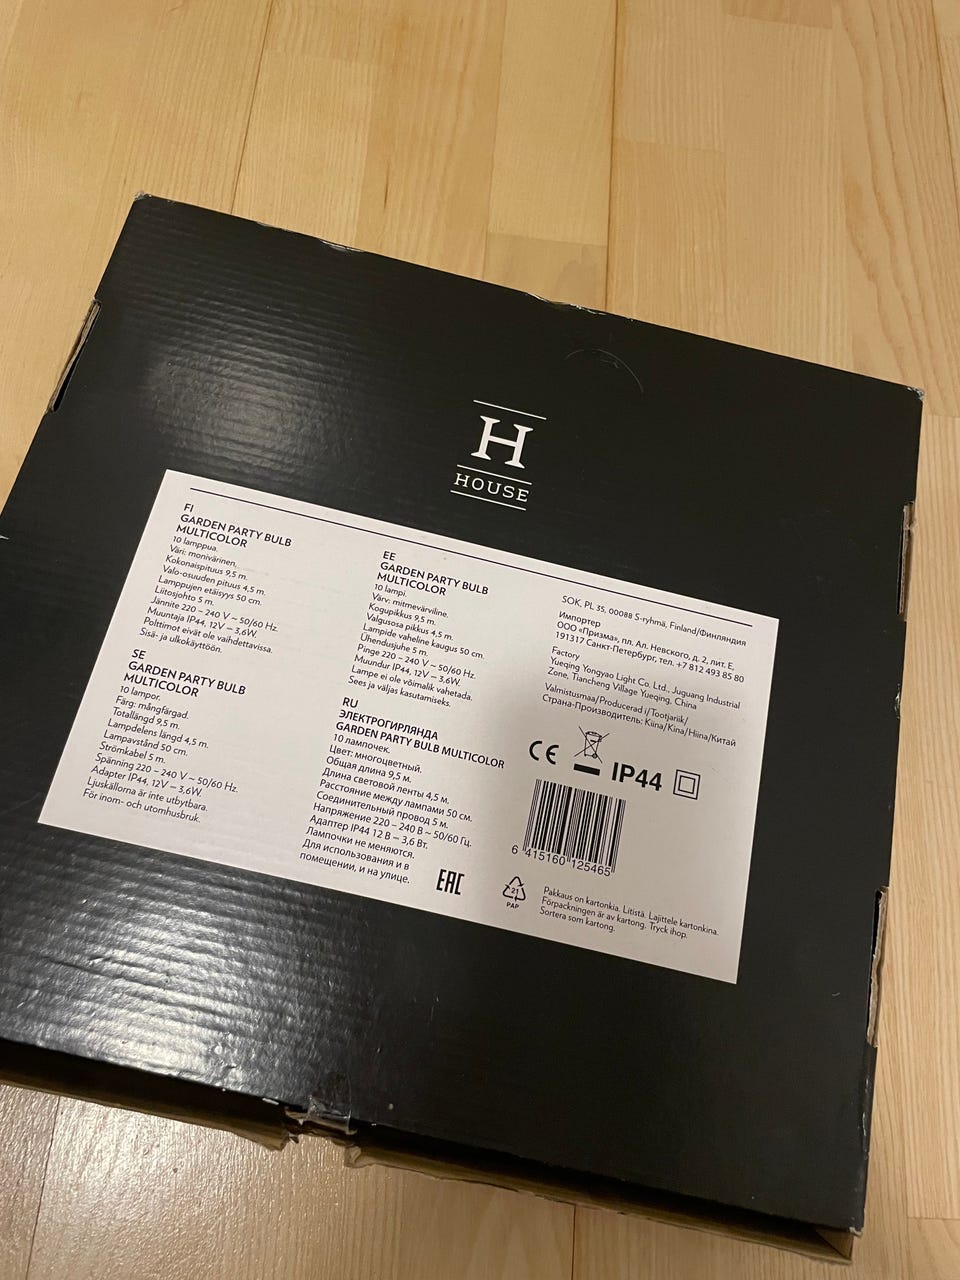 H
HOUSE
FI
GARDEN PARTY BULB
MULTICOLOR
10 lamppua.
Väri: monivärinen.
Kokonaispituus 9,5 m.
Valo-osuuden pituus 4,5 m.
Lamppujen etäisyys 50 cm.
Liitosjohto 5 m.
Jännite 220 – 240 V ~ 50/60 Hz.
Muuntaja IP44, 12V ⎓ 3,6W.
Polttimot eivät ole vaihdettavissa.
Sisä- ja ulkokäyttöön.
SE
GARDEN PARTY BULB
MULTICOLOR
10 lampor.
Färg: mångfärgad.
Totallängd 9,5 m.
Lampdelens längd 4,5 m.
Lampavstånd 50 cm.
Strömkabel 5 m.
Spänning 220 – 240 V ~ 50/60 Hz.
Adapter IP44, 12V ⎓ 3,6W.
Ljuskällorna är inte utbytbara.
För inom- och utomhusbruk.
EE
GARDEN PARTY BULB
MULTICOLOR
10 lampi.
Värv: mitmevärviline.
Kogupikkus 9,5 m.
Valgusosa pikkus 4,5 m.
Lampide vaheline kaugus 50 cm.
Ühendusjuhe 5 m.
Pinge 220 – 240 V ~ 50/60 Hz.
Muundur IP44, 12V ⎓ 3,6W.
Lampe ei ole võimalik vahetada.
Sees ja väljas kasutamiseks.
RU
ЭЛЕКТРОГИРЛЯНДА
GARDEN PARTY BULB MULTICOLOR
10 лампочек.
Цвет: многоцветный.
Общая длина 9,5 м.
Длина световой ленты 4,5 м.
Расстояние между лампами 50 см.
Соединительный провод 5 м.
Напряжение 220 – 240 В ~ 50/60 Гц.
Адаптер IP44 12 В ⎓ 3,6 Вт.
Лампочки не меняются.
Для использования и в
помещении, и на улице.
EAC
SOK, PL 35, 00088 S-ryhmä, Finland/Финляндия
Импортер
ООО «Призма», пл. Ал. Невского, д. 2, лит. Е,
191317 Санкт-Петербург, тел. +7 812 493 85 80
Factory
Yueqing Yongyao Light Co. Ltd., Juguang Industrial
Zone, Tiancheng Village Yueqing, China
Valmistusmaa/Producerad i/Tootjariik/
Страна-Производитель: Kiina/Kina/Hiina/Китай
CE
IP44
6 415160 125465
21
PAP
Pakkaus on kartonkia. Litistä. Lajittele kartonkina.
Förpackningen är av kartong. Tryck ihop.
Sortera som kartong.